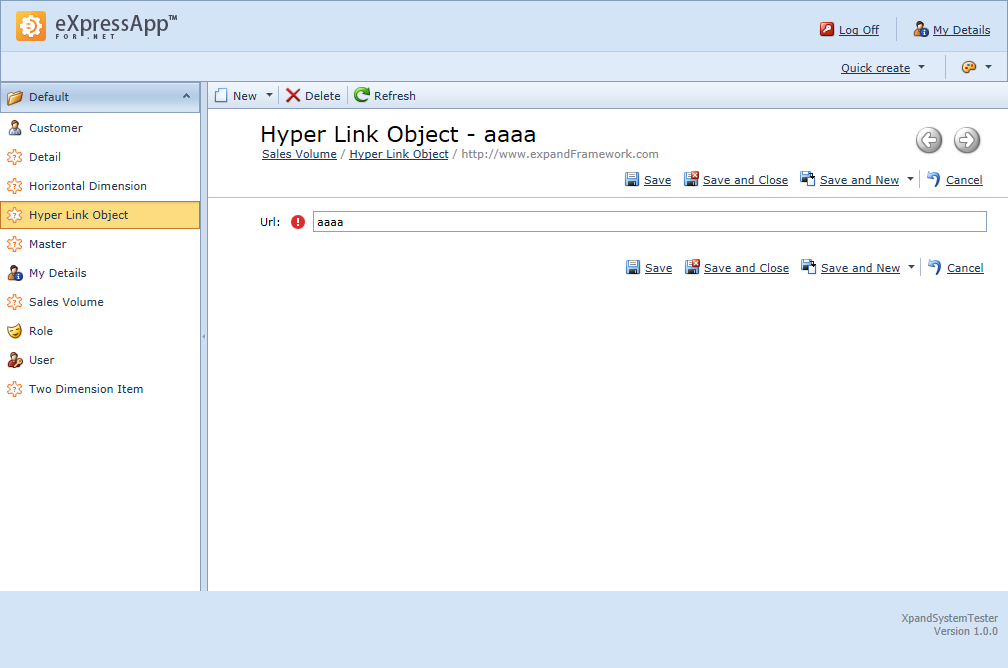 eXpressApp™
FOR .NET
Log Off
My Details
Quick create
Default
Customer
Detail
Horizontal Dimension
Hyper Link Object
Master
My Details
Sales Volume
Role
User
Two Dimension Item
New
Delete
Refresh
Hyper Link Object - aaaa
Sales Volume / Hyper Link Object / http://www.expandFramework.com
Save Save and Close Save and New Cancel
Url: aaaa
Save Save and Close Save and New Cancel
XpandSystemTester
Version 1.0.0